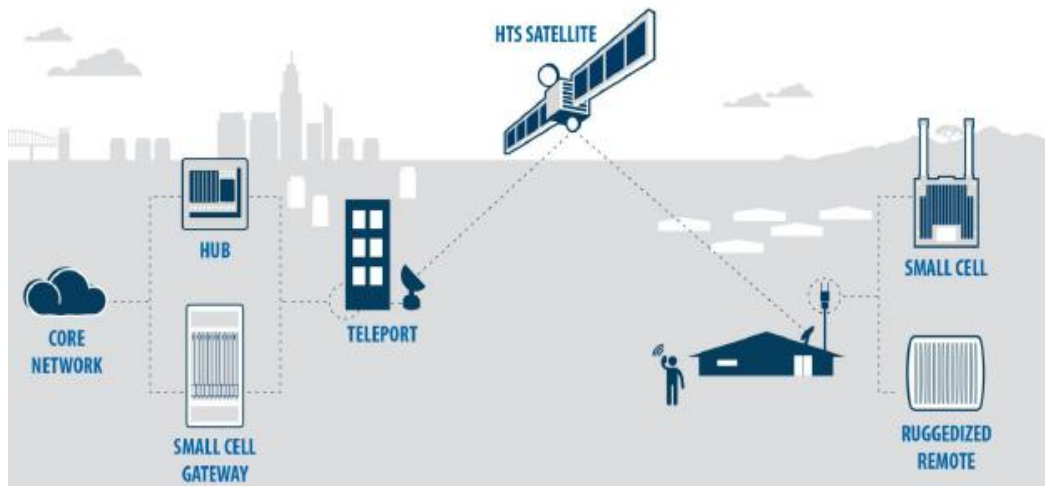 HTS SATELLITE
HUB
SMALL CELL
CORE
NETWORK
TELEPORT
SMALL CELL
GATEWAY
RUGGEDIZED
REMOTE